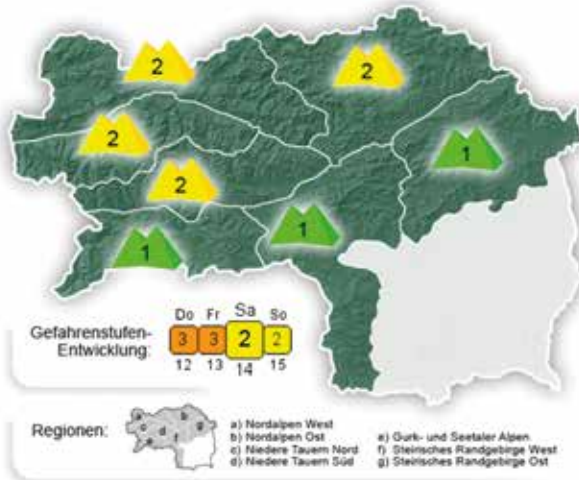 2
2
2
1
2
1
1
Do Fr Sa So
Gefahrenstufen-
Entwicklung:
3 3 2 2
12 13 14 15
Regionen:
a b c d e f g
a) Nordalpen West
b) Nordalpen Ost
c) Niedere Tauern Nord
d) Niedere Tauern Süd
e) Gurk- und Seetaler Alpen
f) Steirisches Randgebirge West
g) Steirisches Randgebirge Ost